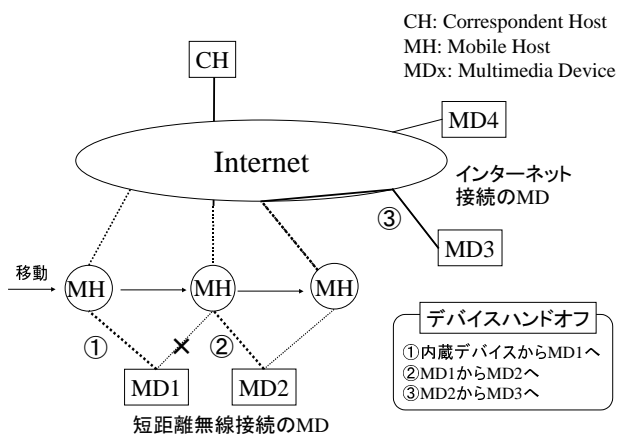 CH: Correspondent Host
MH: Mobile Host
MDx: Multimedia Device
CH
MD4
Internet
インターネット
接続のMD
③
MD3
移動
MH
MH
MH
①
②
MD1
MD2
短距離無線接続のMD
デバイスハンドオフ
①内蔵デバイスからMD1へ
②MD1からMD2へ
③MD2からMD3へ